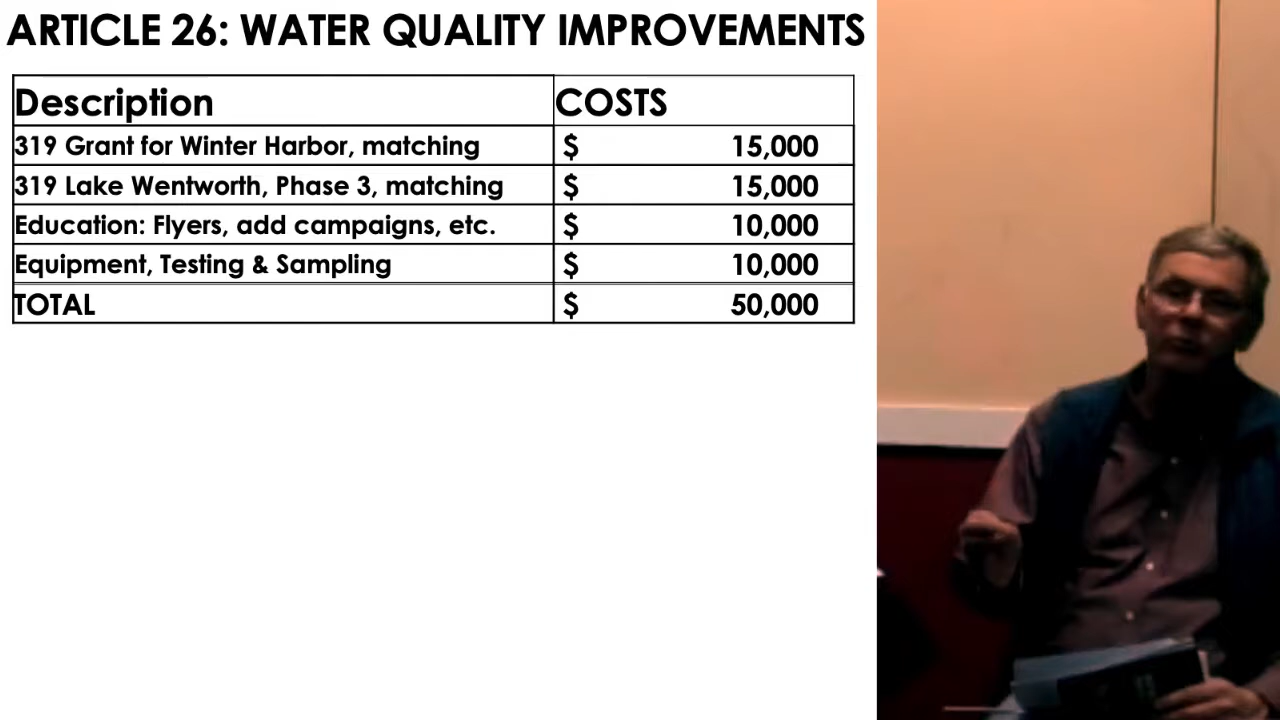 ARTICLE 26: WATER QUALITY IMPROVEMENTS
Description COSTS
319 Grant for Winter Harbor, matching $ 15,000
319 Lake Wentworth, Phase 3, matching $ 15,000
Education: Flyers, add campaigns, etc. $ 10,000
Equipment, Testing & Sampling $ 10,000
TOTAL $ 50,000